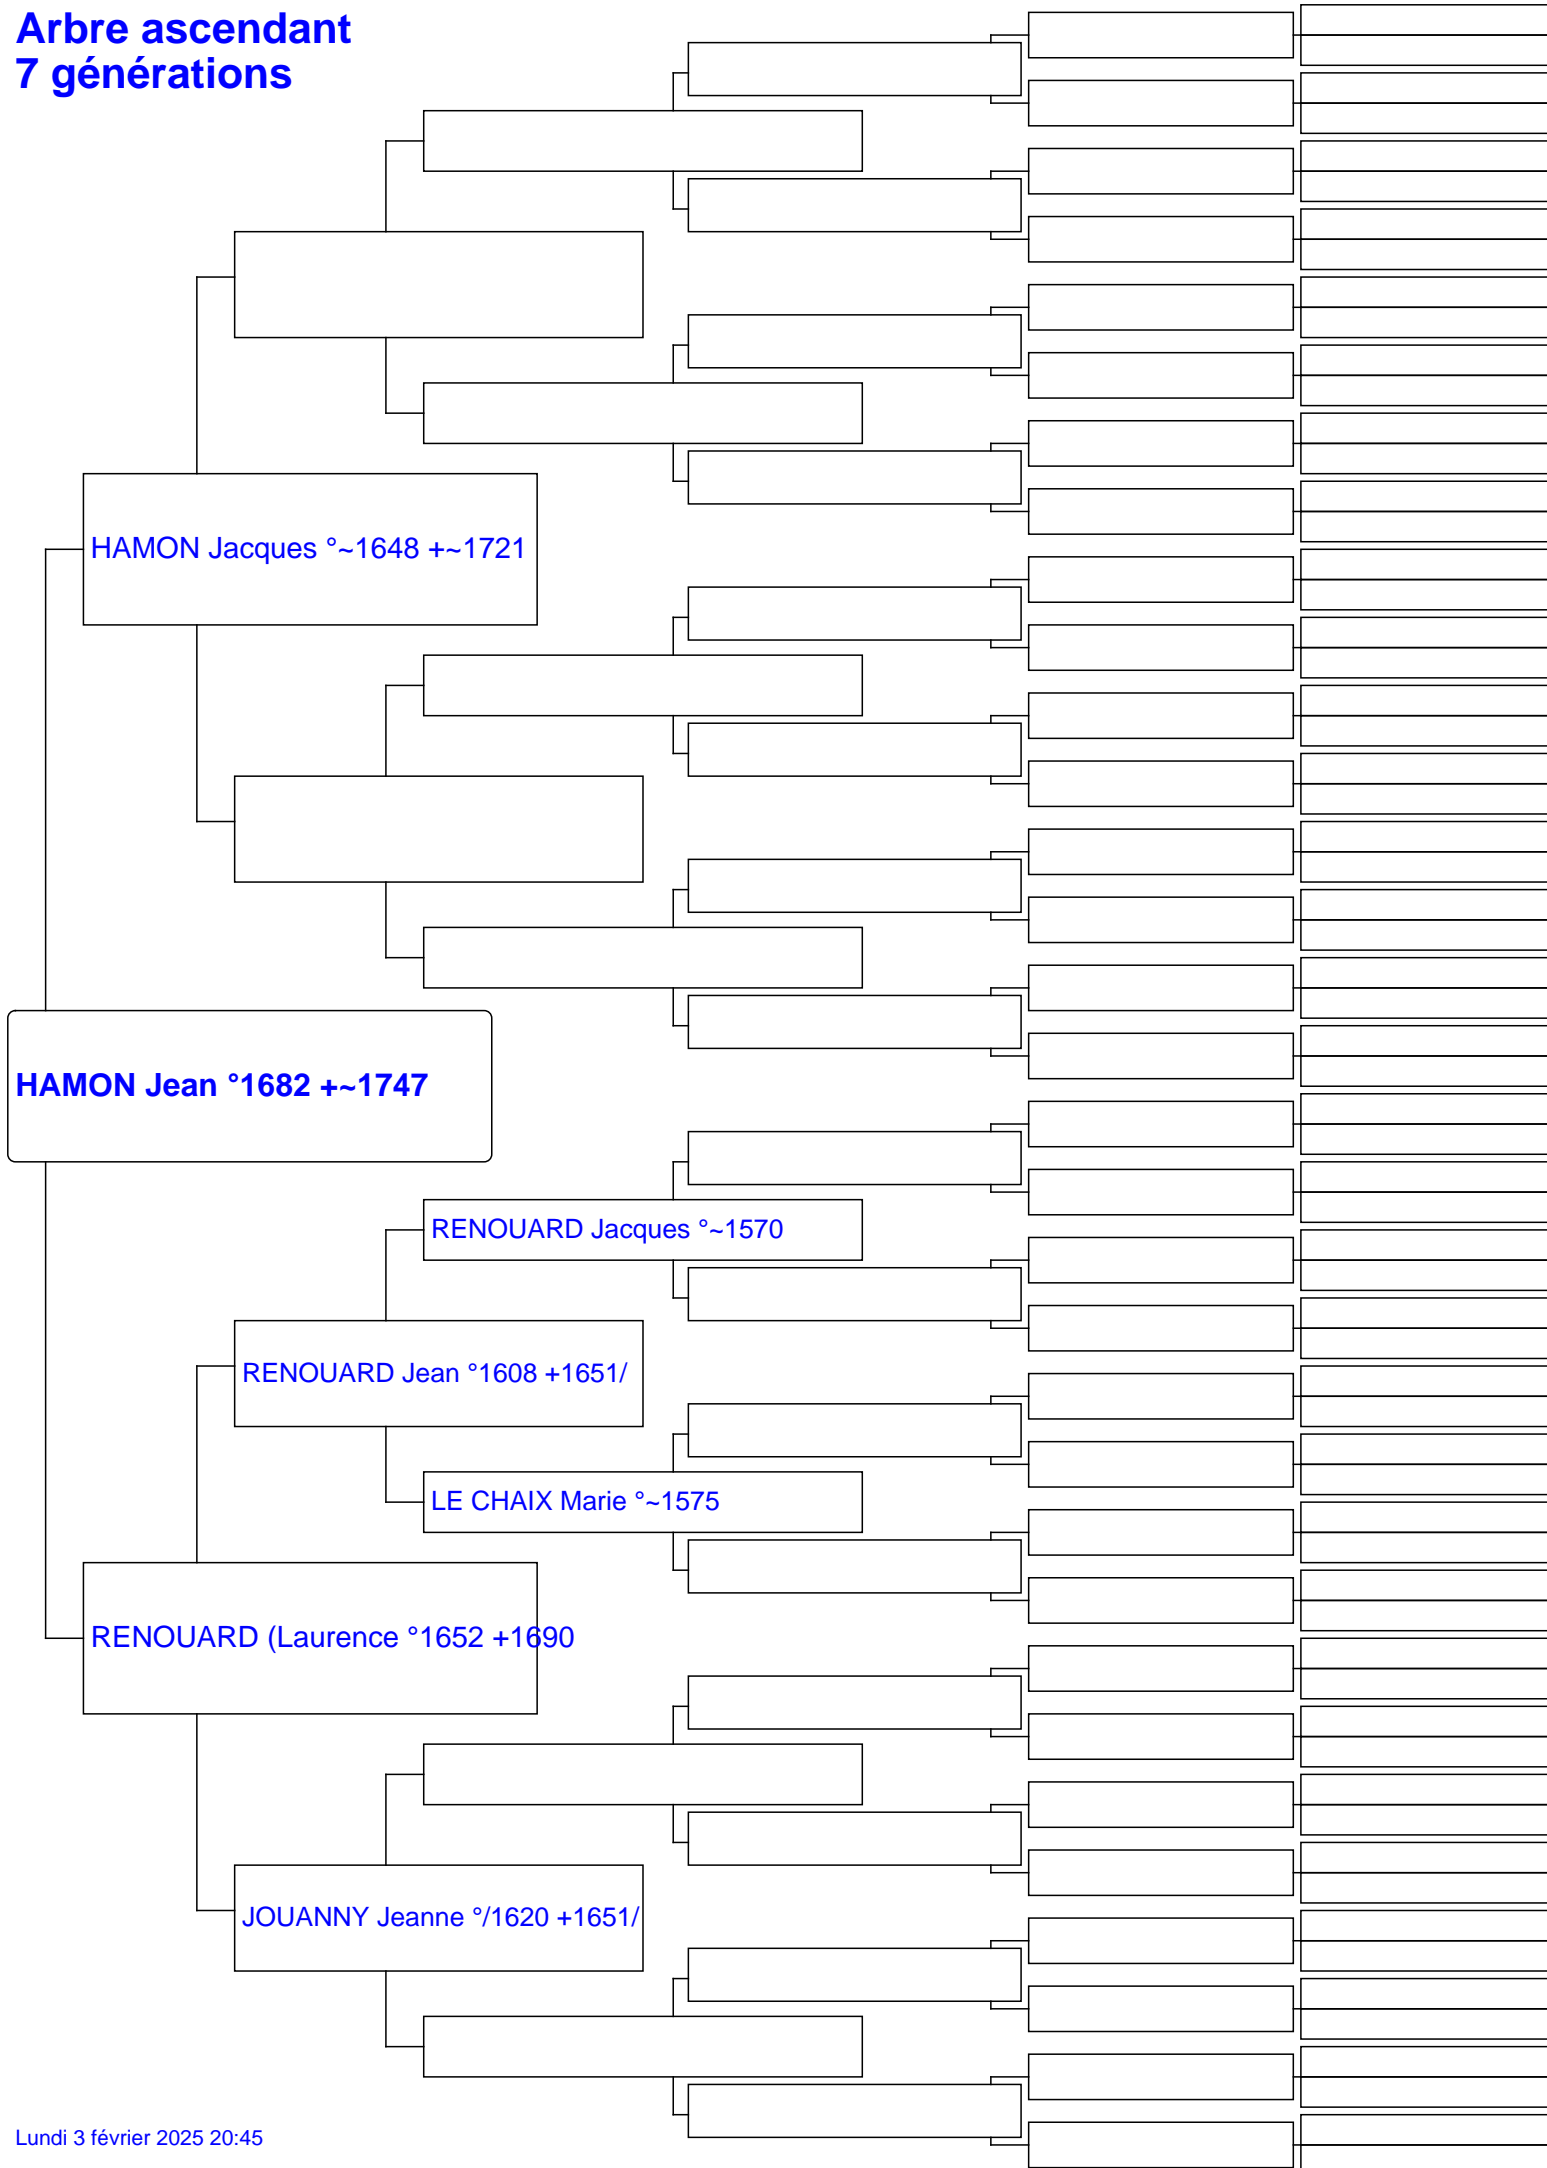 Arbre ascendant
7 générations
HAMON Jacques °~1648 +~1721
HAMON Jean °1682 +~1747
RENOUARD Jacques °~1570
RENOUARD Jean °1608 +1651/
LE CHAIX Marie °~1575
RENOUARD (Laurence °1652 +1690
JOUANNY Jeanne °/1620 +1651/
Lundi 3 février 2025 20:45